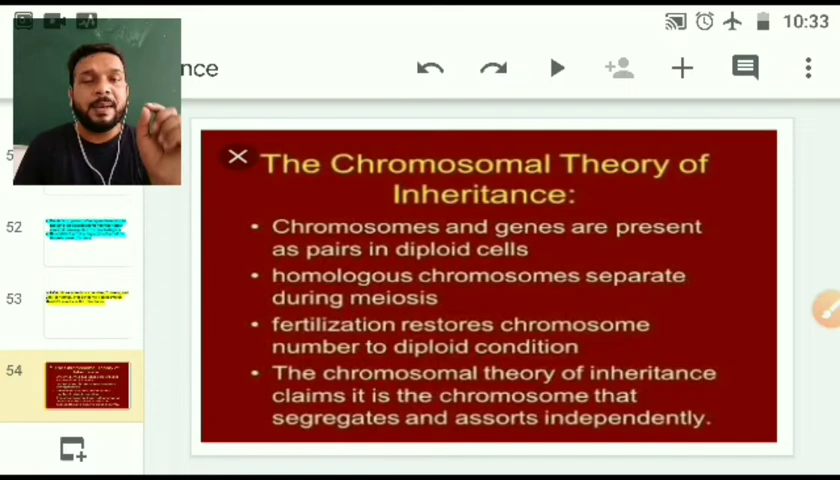 10:33
nce
The Chromosomal Theory of
Inheritance:
• Chromosomes and genes are present
as pairs in diploid cells
• homologous chromosomes separate
during meiosis
• fertilization restores chromosome
number to diploid condition
• The chromosomal theory of inheritance
claims it is the chromosome that
segregates and assorts independently.
52
53
54